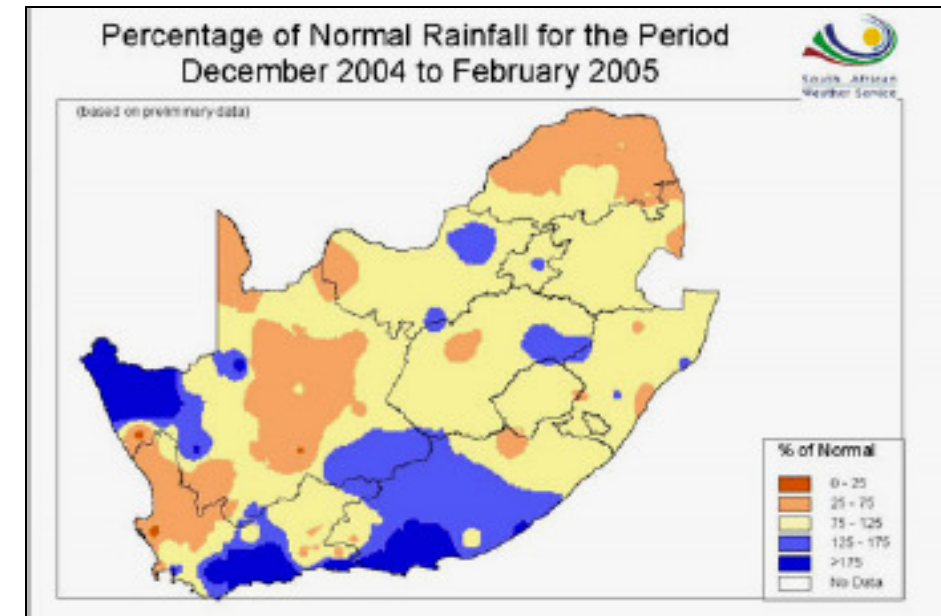 Percentage of Normal Rainfall for the Period
December 2004 to February 2005
South African
Weather Service
(based on preliminary data)
% of Normal
0 - 25
25 - 75
75 - 125
125 - 175
>175
No Data